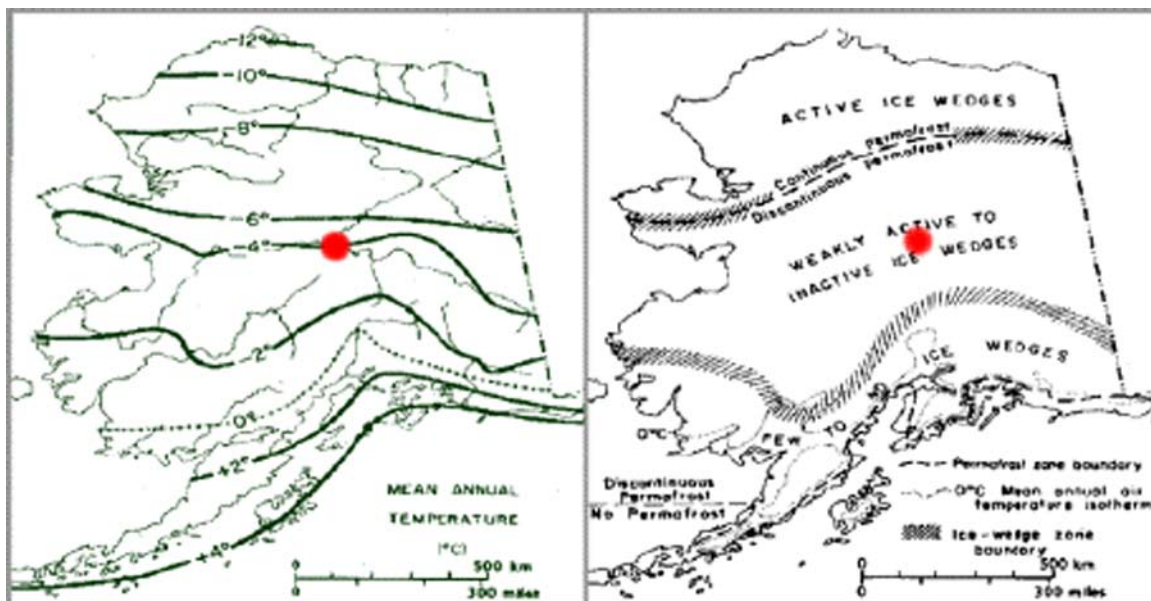 -12°
-10°
-8°
-6°
-4°
-2°
0°
+2°
+4°
MEAN ANNUAL
TEMPERATURE
(°C)
0 500 km
0 300 miles
ACTIVE ICE WEDGES
Continuous Permafrost
Discontinuous Permafrost
WEAKLY ACTIVE TO
INACTIVE ICE WEDGES
ICE WEDGES
0°C
FEW TO
Discontinuous
Permafrost
No Permafrost
Permafrost zone boundary
0°C Mean annual air
temperature isotherm
Ice-wedge zone
boundary
0 500 km
0 300 miles